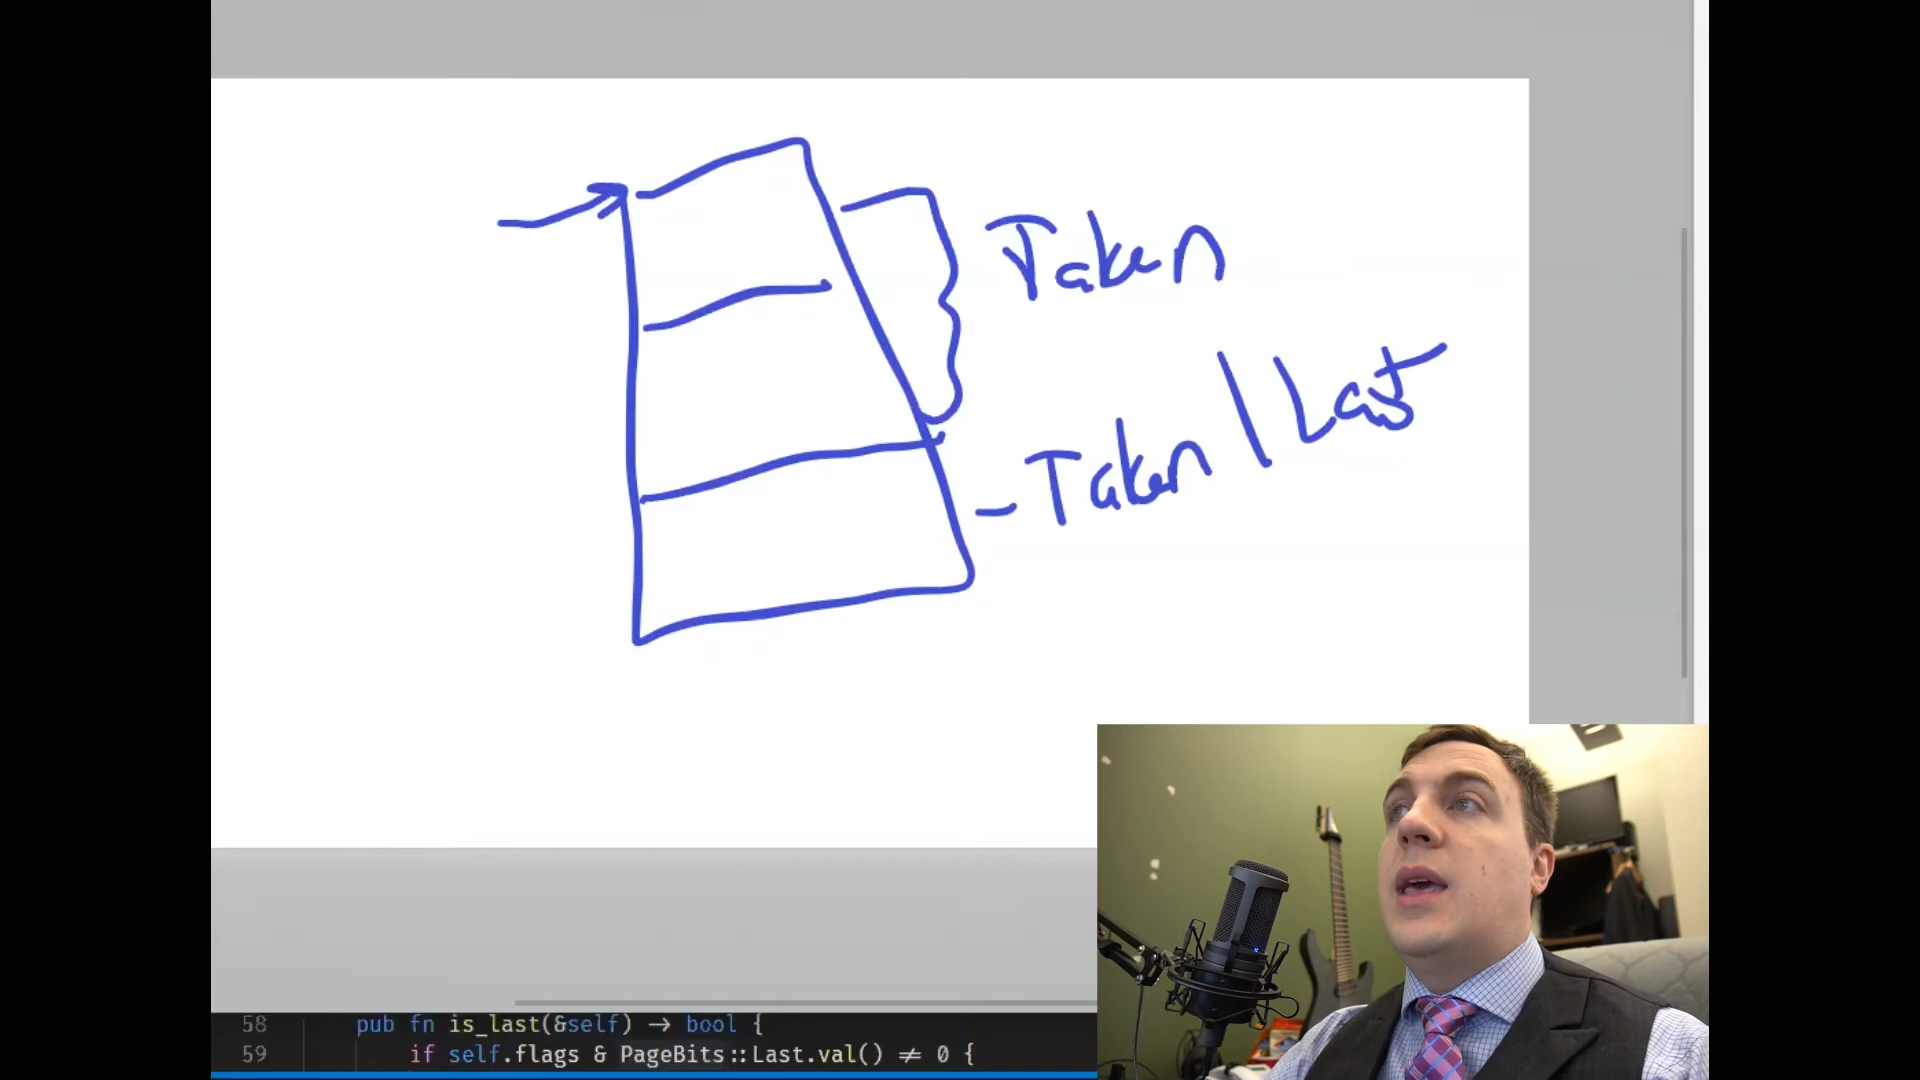 Taken
-Taken | Last
58 pub fn is_last(&self) → bool {
59 if self.flags & PageBits::Last.val() ≠ 0 {